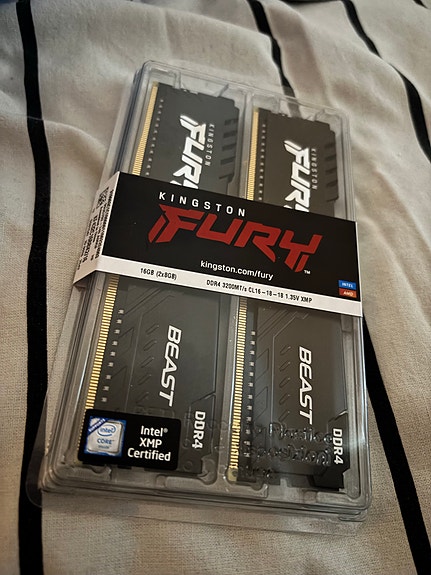 KINGSTON
FURY
KINGSTON
FURY
KINGSTON
FURY™
kingston.com/fury
16GB (2x8GB)
DDR4 3200MT/s CL16-18-18 1.35V XMP
INTEL
AMD
BEAST
DDR4
BEAST
DDR4
intel
CORE
Intel®
XMP
Certified